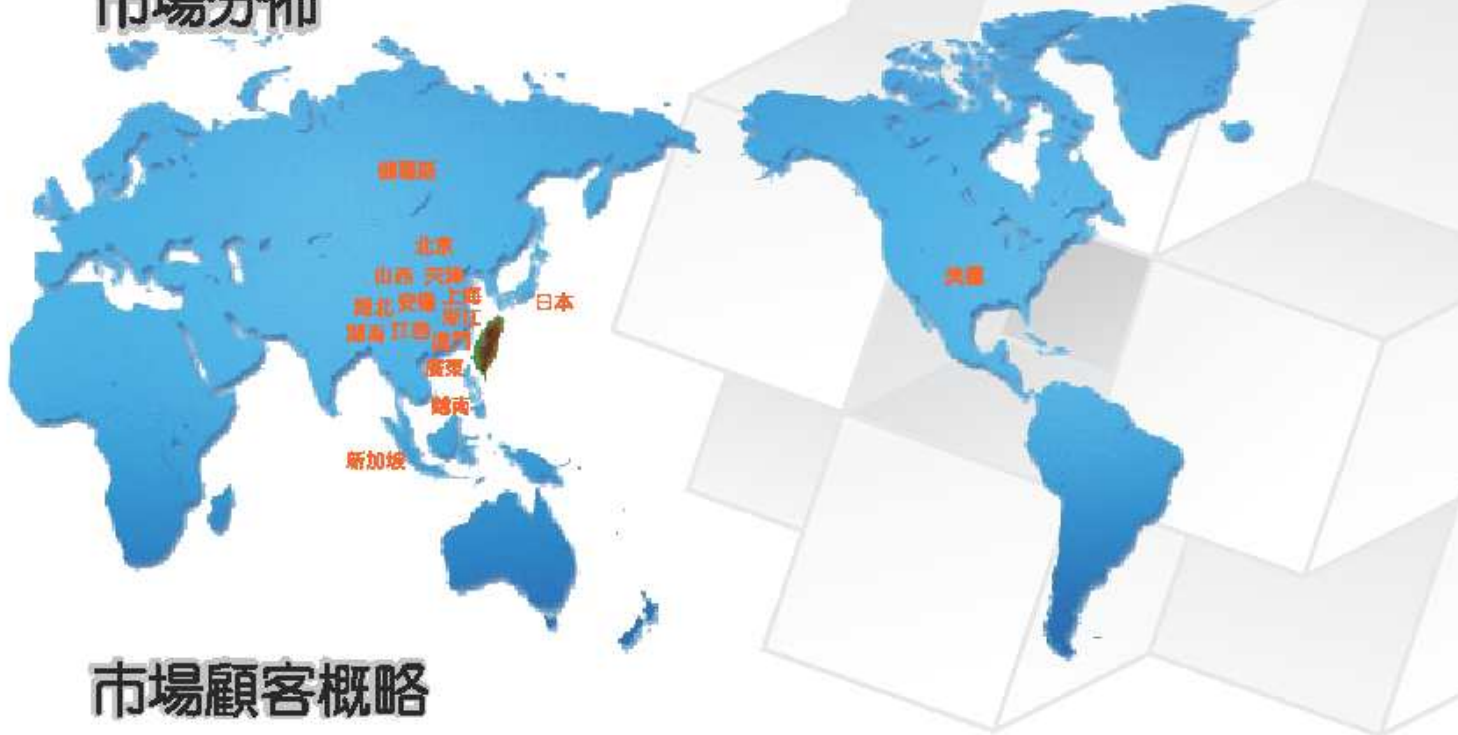 市場分佈
俄羅斯
北京
山西 天津
湖北 安徽 上海
浙江
日本
湖南 江西
廈門
廣東
越南
新加坡
美國
市場顧客概略